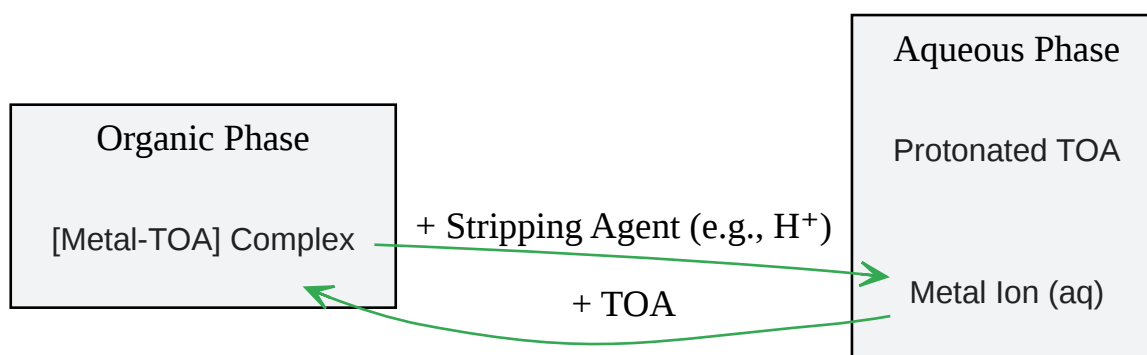 Organic Phase
[Metal-TOA] Complex
+ Stripping Agent (e.g., H⁺)
+ TOA
Aqueous Phase
Protonated TOA
Metal Ion (aq)